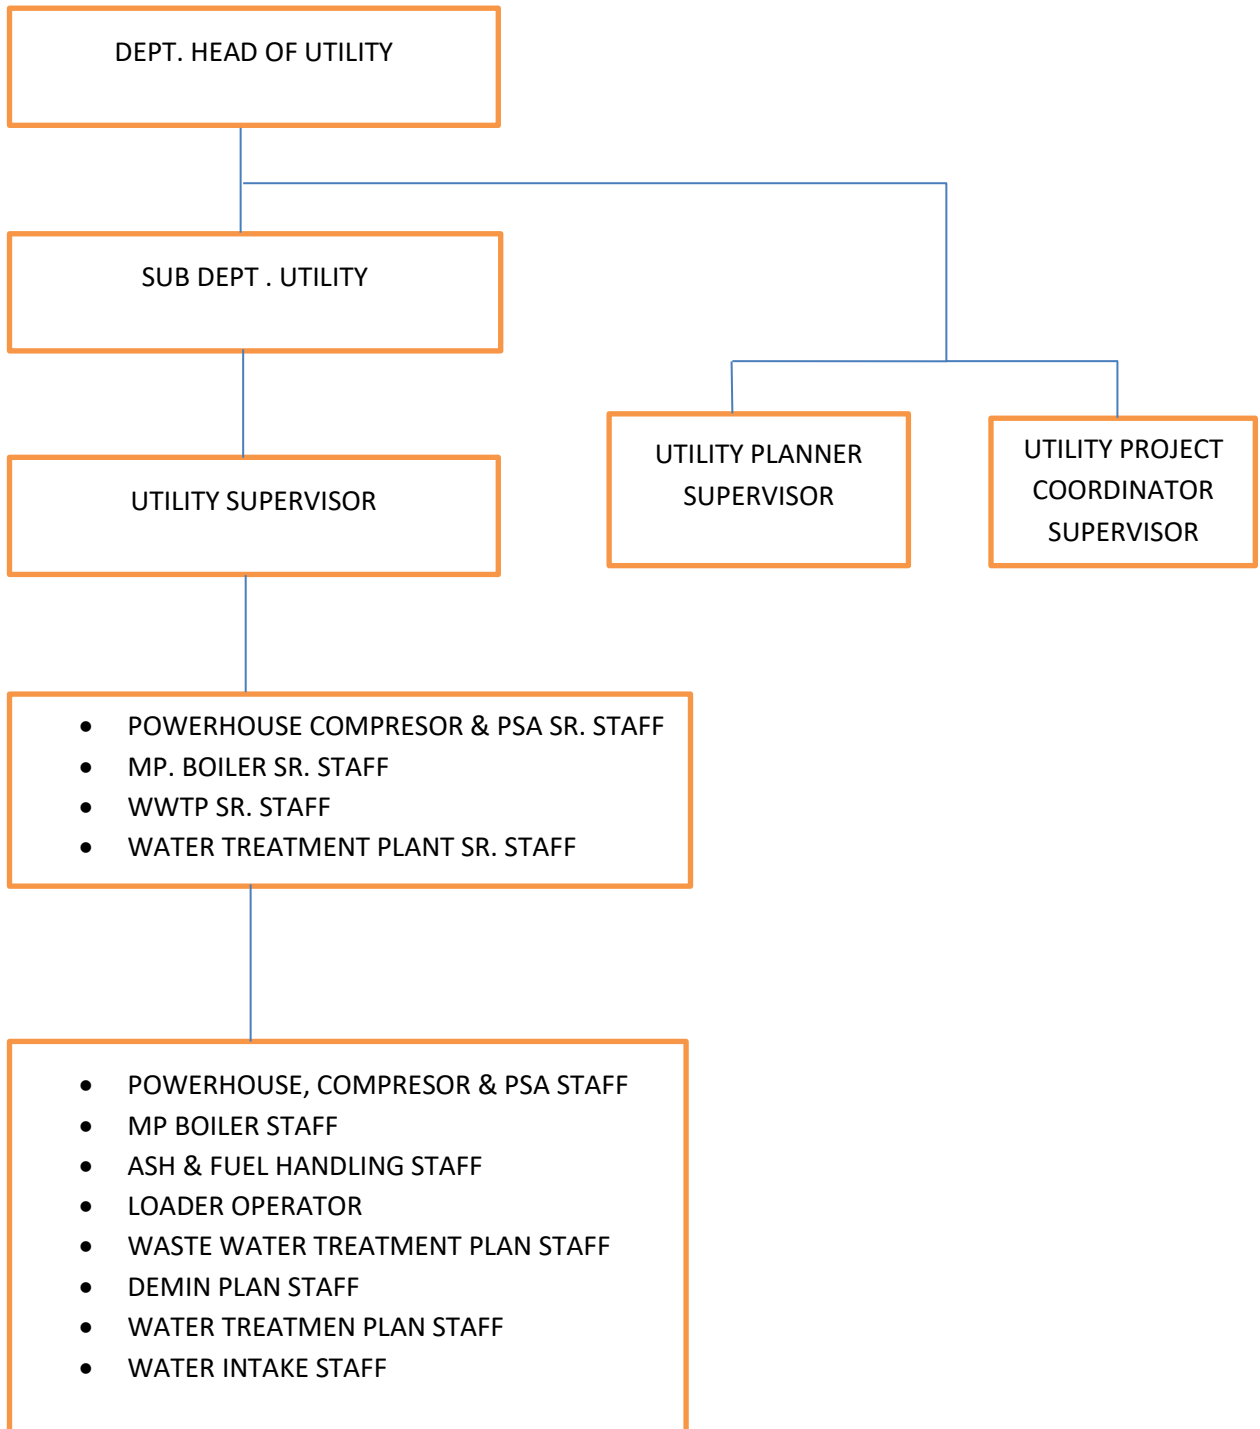 DEPT. HEAD OF UTILITY
SUB DEPT . UTILITY
UTILITY SUPERVISOR
UTILITY PLANNER
SUPERVISOR
UTILITY PROJECT
COORDINATOR
SUPERVISOR
• POWERHOUSE COMPRESOR & PSA SR. STAFF
• MP. BOILER SR. STAFF
• WWTP SR. STAFF
• WATER TREATMENT PLANT SR. STAFF
• POWERHOUSE, COMPRESOR & PSA STAFF
• MP BOILER STAFF
• ASH & FUEL HANDLING STAFF
• LOADER OPERATOR
• WASTE WATER TREATMENT PLAN STAFF
• DEMIN PLAN STAFF
• WATER TREATMEN PLAN STAFF
• WATER INTAKE STAFF